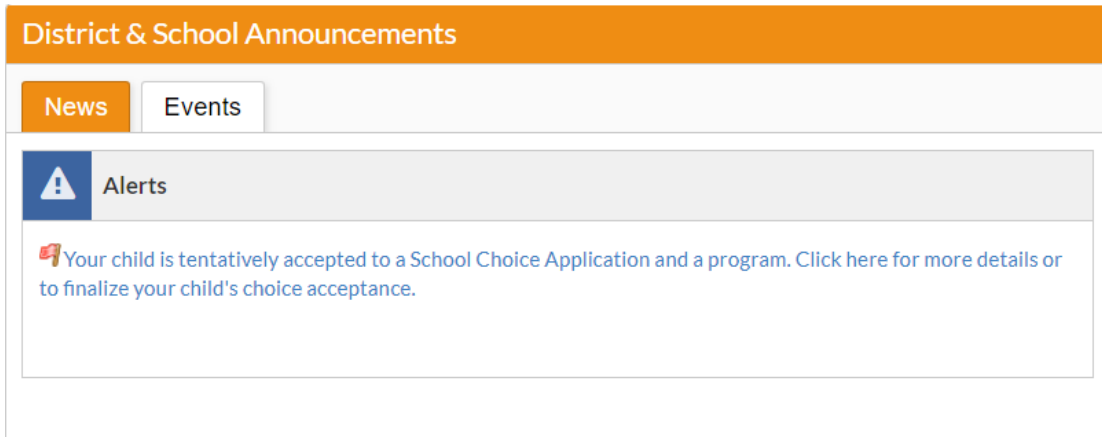 District & School Announcements
News
Events
Alerts
Your child is tentatively accepted to a School Choice Application and a program. Click here for more details or
to finalize your child's choice acceptance.